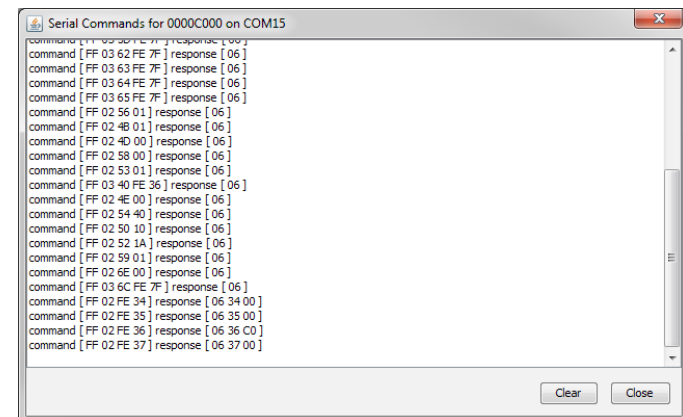 Serial Commands for 0000C000 on COM15
command [ FF 03 62 FE 7F ] response [ 06 ]
command [ FF 03 63 FE 7F ] response [ 06 ]
command [ FF 03 64 FE 7F ] response [ 06 ]
command [ FF 03 65 FE 7F ] response [ 06 ]
command [ FF 02 56 01 ] response [ 06 ]
command [ FF 02 4B 01 ] response [ 06 ]
command [ FF 02 4D 00 ] response [ 06 ]
command [ FF 02 58 00 ] response [ 06 ]
command [ FF 02 53 01 ] response [ 06 ]
command [ FF 03 40 FE 36 ] response [ 06 ]
command [ FF 02 4E 00 ] response [ 06 ]
command [ FF 02 54 40 ] response [ 06 ]
command [ FF 02 50 10 ] response [ 06 ]
command [ FF 02 52 1A ] response [ 06 ]
command [ FF 02 59 01 ] response [ 06 ]
command [ FF 02 6E 00 ] response [ 06 ]
command [ FF 03 6C FE 7F ] response [ 06 ]
command [ FF 02 FE 34 ] response [ 06 34 00 ]
command [ FF 02 FE 35 ] response [ 06 35 00 ]
command [ FF 02 FE 36 ] response [ 06 36 C0 ]
command [ FF 02 FE 37 ] response [ 06 37 00 ]
Clear Close